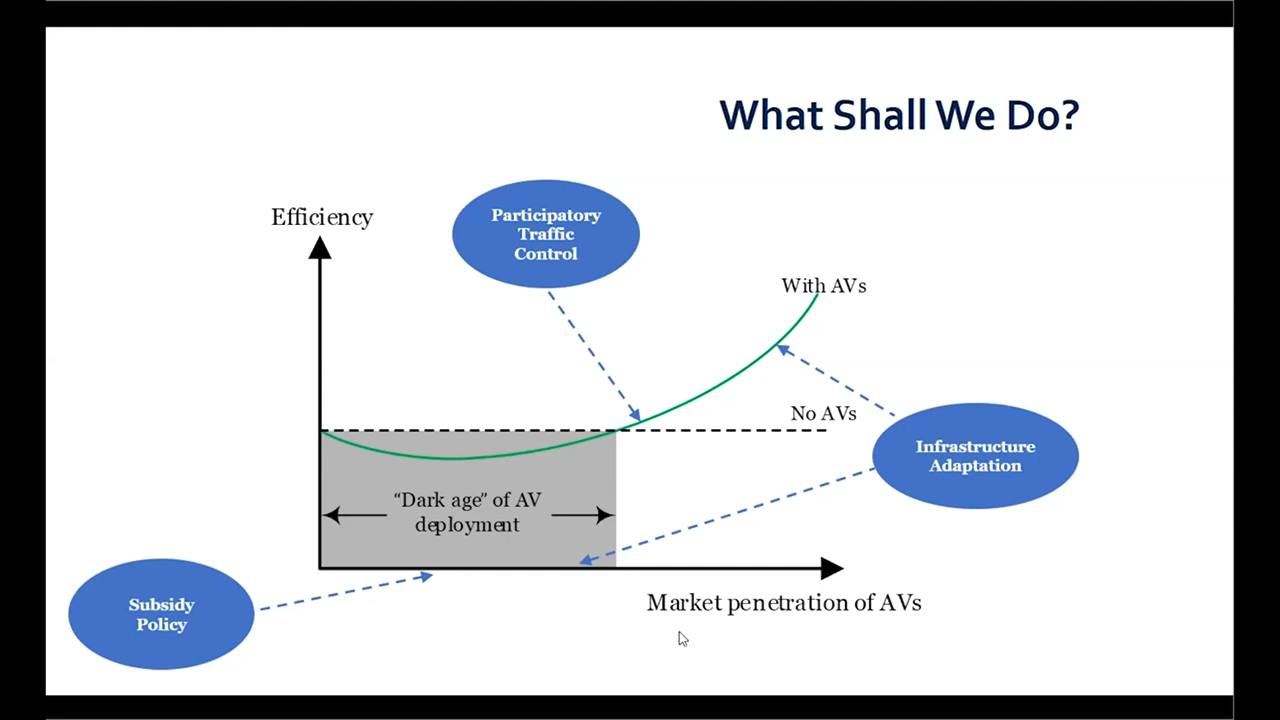 What Shall We Do?
Efficiency
Participatory
Traffic
Control
With AVs
No AVs
Infrastructure
Adaptation
“Dark age” of AV
deployment
Subsidy
Policy
Market penetration of AVs